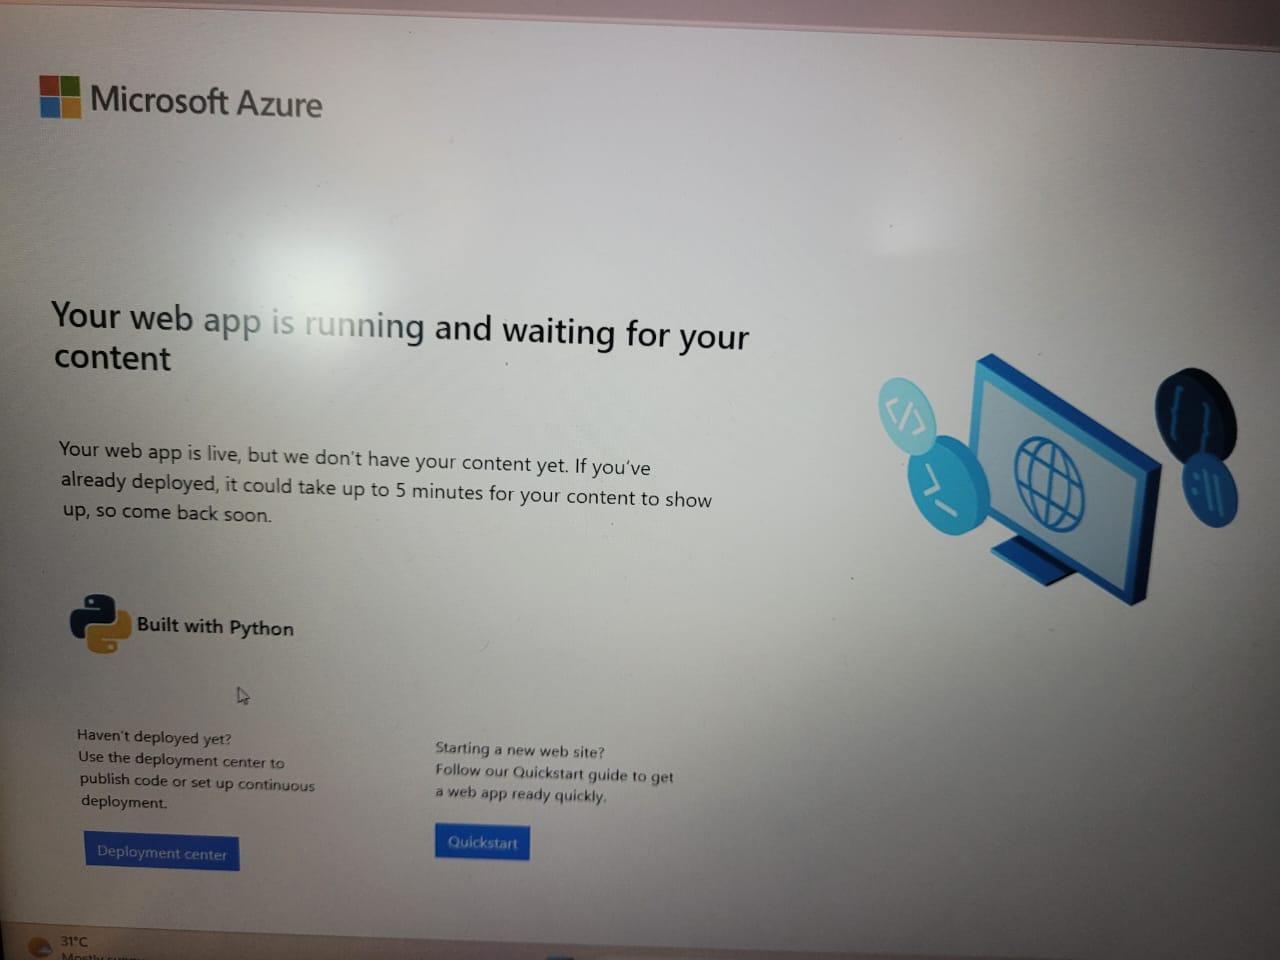 Microsoft Azure
Your web app is running and waiting for your
content
Your web app is live, but we don't have your content yet. If you've
already deployed, it could take up to 5 minutes for your content to show
up, so come back soon.
Built with Python
Haven't deployed yet?
Use the deployment center to
publish code or set up continuous
deployment.
Deployment center
Starting a new web site?
Follow our Quickstart guide to get
a web app ready quickly.
Quickstart
31°C
Mostly